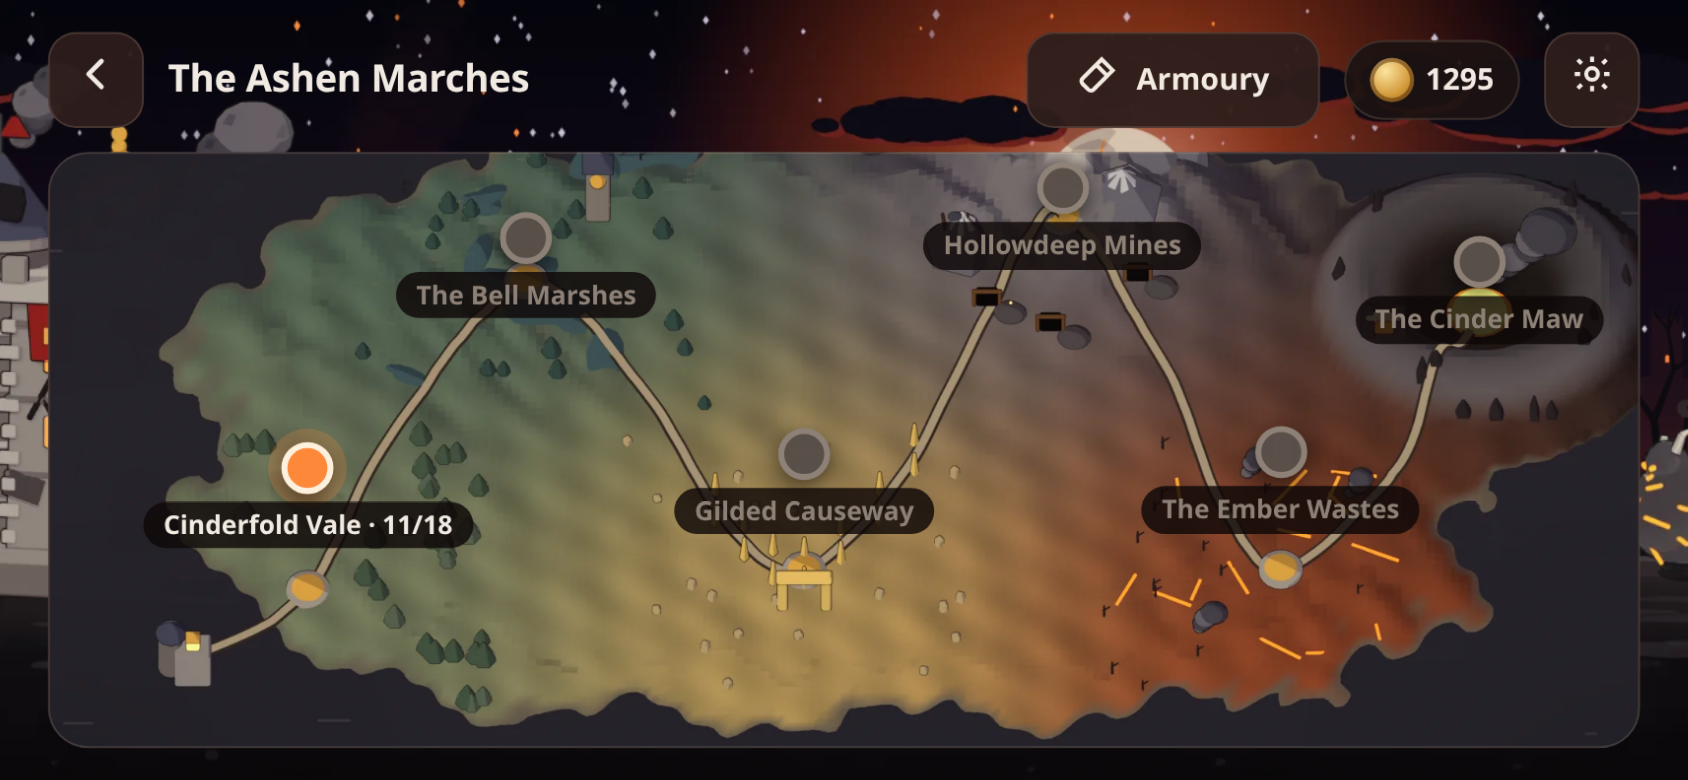 The Ashen Marches
Armoury
1295
Hollowdeep Mines
The Bell Marshes
The Cinder Maw
Gilded Causeway
The Ember Wastes
Cinderfold Vale · 11/18